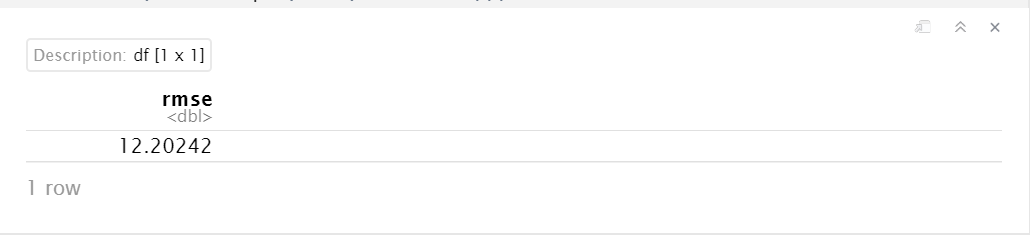 Description: df [1 x 1]
rmse
<dbl>
12.20242
1 row